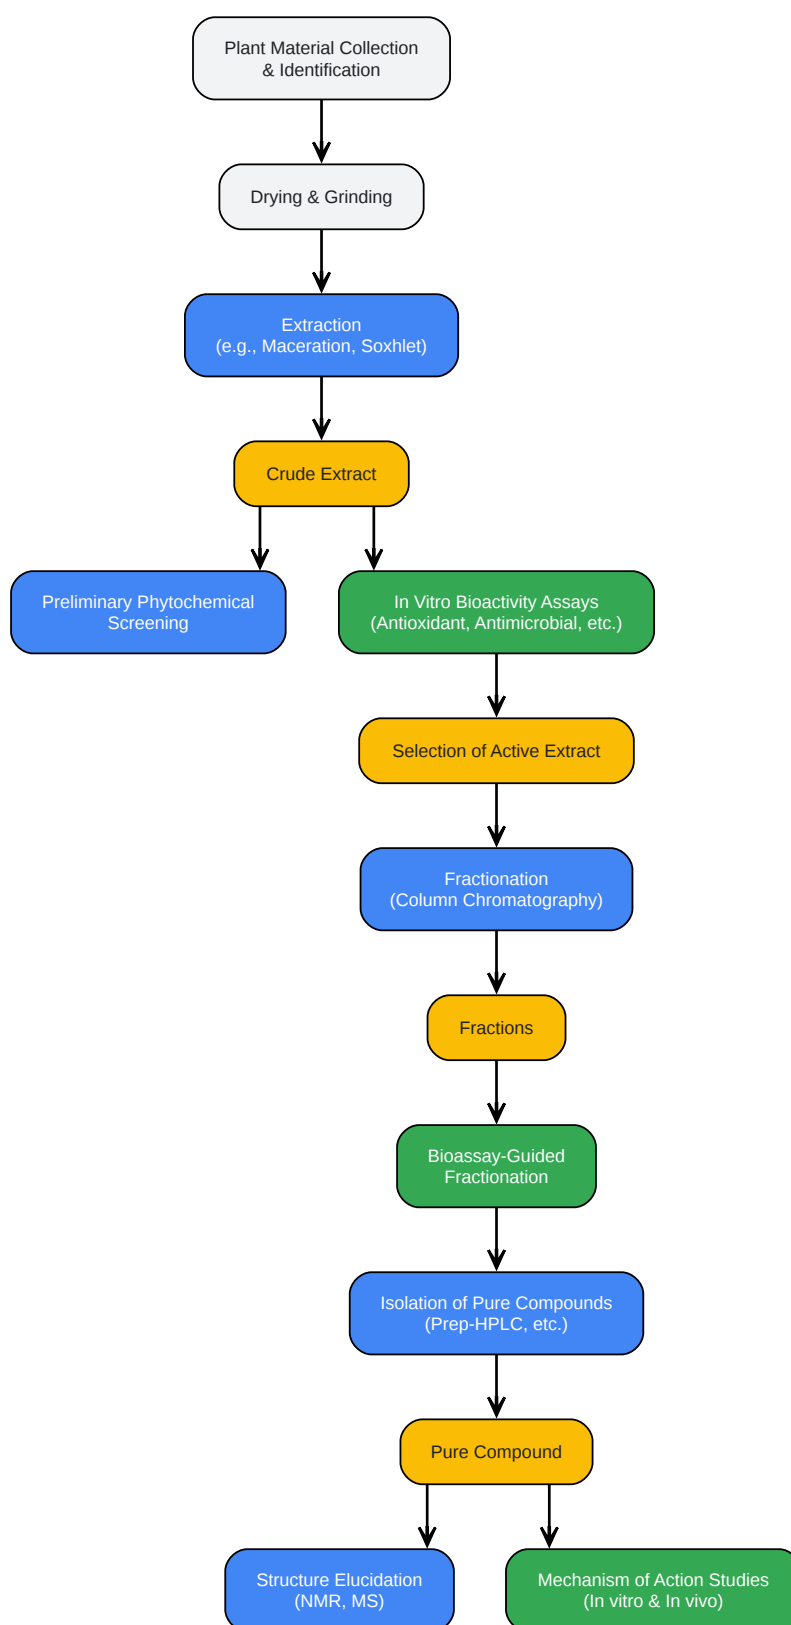 Plant Material Collection
& Identification
Drying & Grinding
Extraction
(e.g., Maceration, Soxhlet)
Crude Extract
Preliminary Phytochemical
Screening
In Vitro Bioactivity Assays
(Antioxidant, Antimicrobial, etc.)
Selection of Active Extract
Fractionation
(Column Chromatography)
Fractions
Bioassay-Guided
Fractionation
Isolation of Pure Compounds
(Prep-HPLC, etc.)
Pure Compound
Structure Elucidation
(NMR, MS)
Mechanism of Action Studies
(In vitro & In vivo)